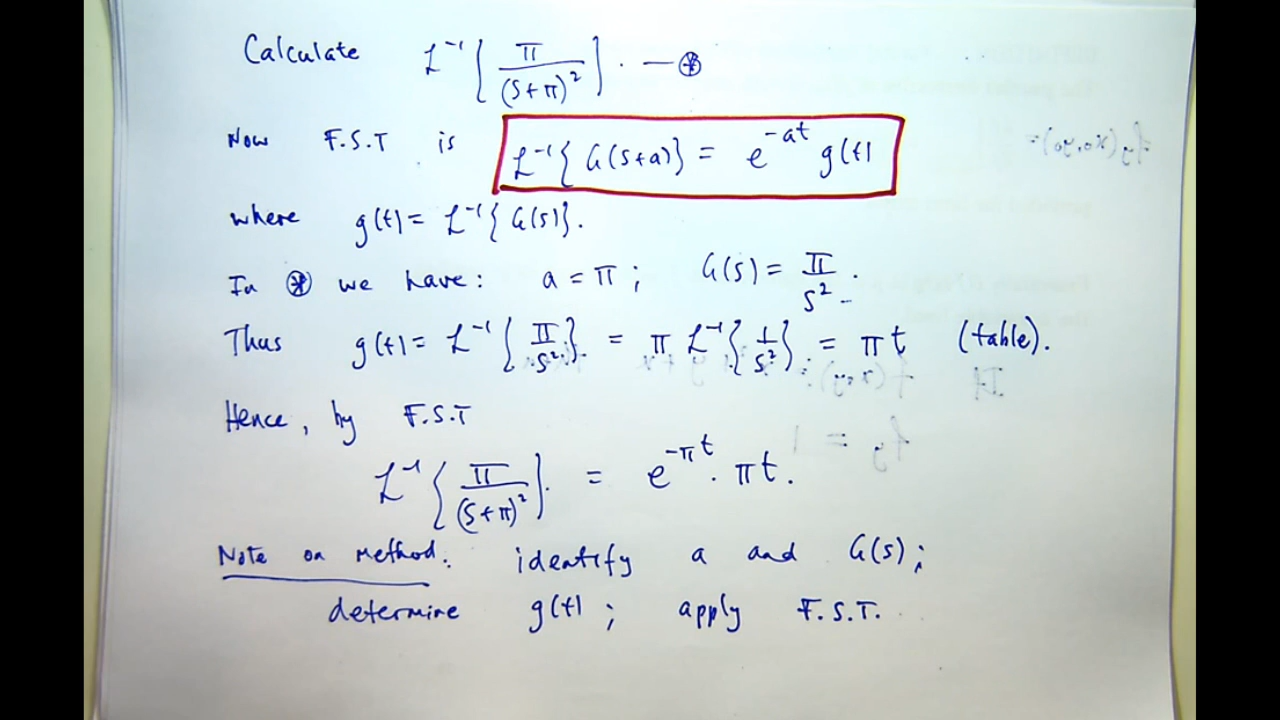 Calculate L⁻¹{π/(s+π)²}. — ⊛
Now F.S.T is L⁻¹{G(s+a)} = e^(-at) g(t)
where g(t) = L⁻¹{G(s)}.
In ⊛ we have: a = π; G(s) = π/s².
Thus g(t) = L⁻¹{π/s²} = π L⁻¹{1/s²} = πt (table).
Hence, by F.S.T
L⁻¹{π/(s+π)²}. = e^(-πt). πt.
Note on method: identify a and G(s);
determine g(t); apply F.S.T.